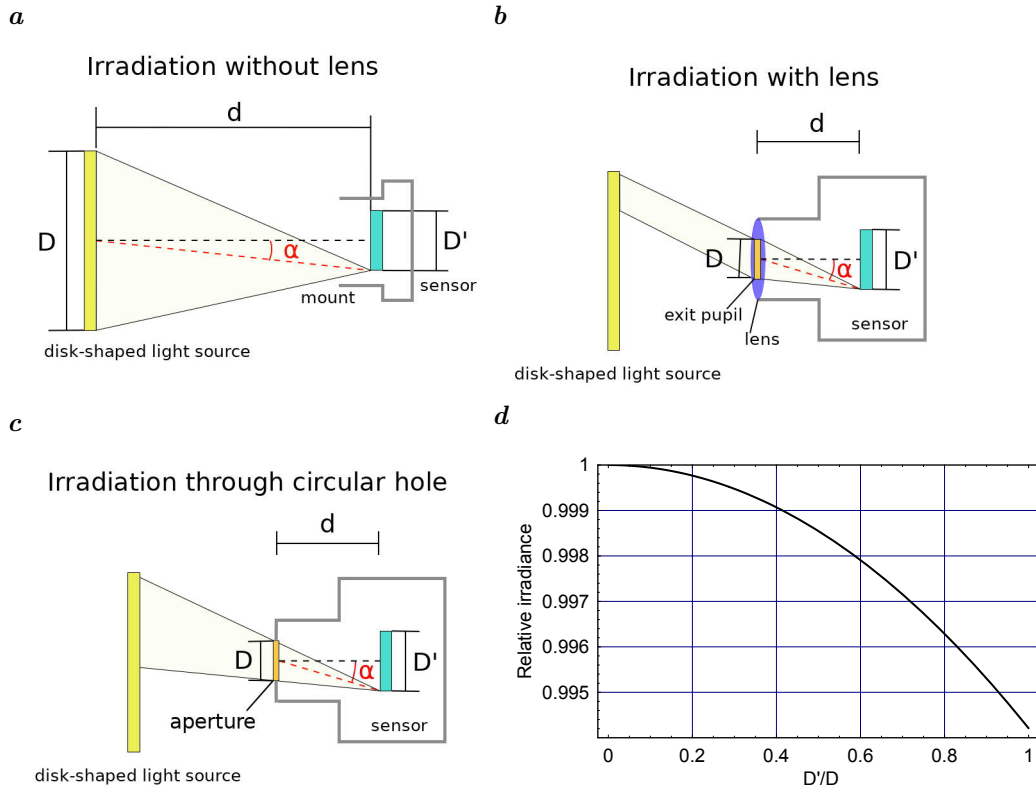 a
Irradiation without lens
d
D
α
D'
mount
sensor
disk-shaped light source
b
Irradiation with lens
d
D
α
D'
exit pupil
lens
sensor
disk-shaped light source
c
Irradiation through circular hole
d
D
α
D'
aperture
sensor
disk-shaped light source
d
Relative irradiance
1
0.999
0.998
0.997
0.996
0.995
0 0.2 0.4 0.6 0.8 1
D'/D